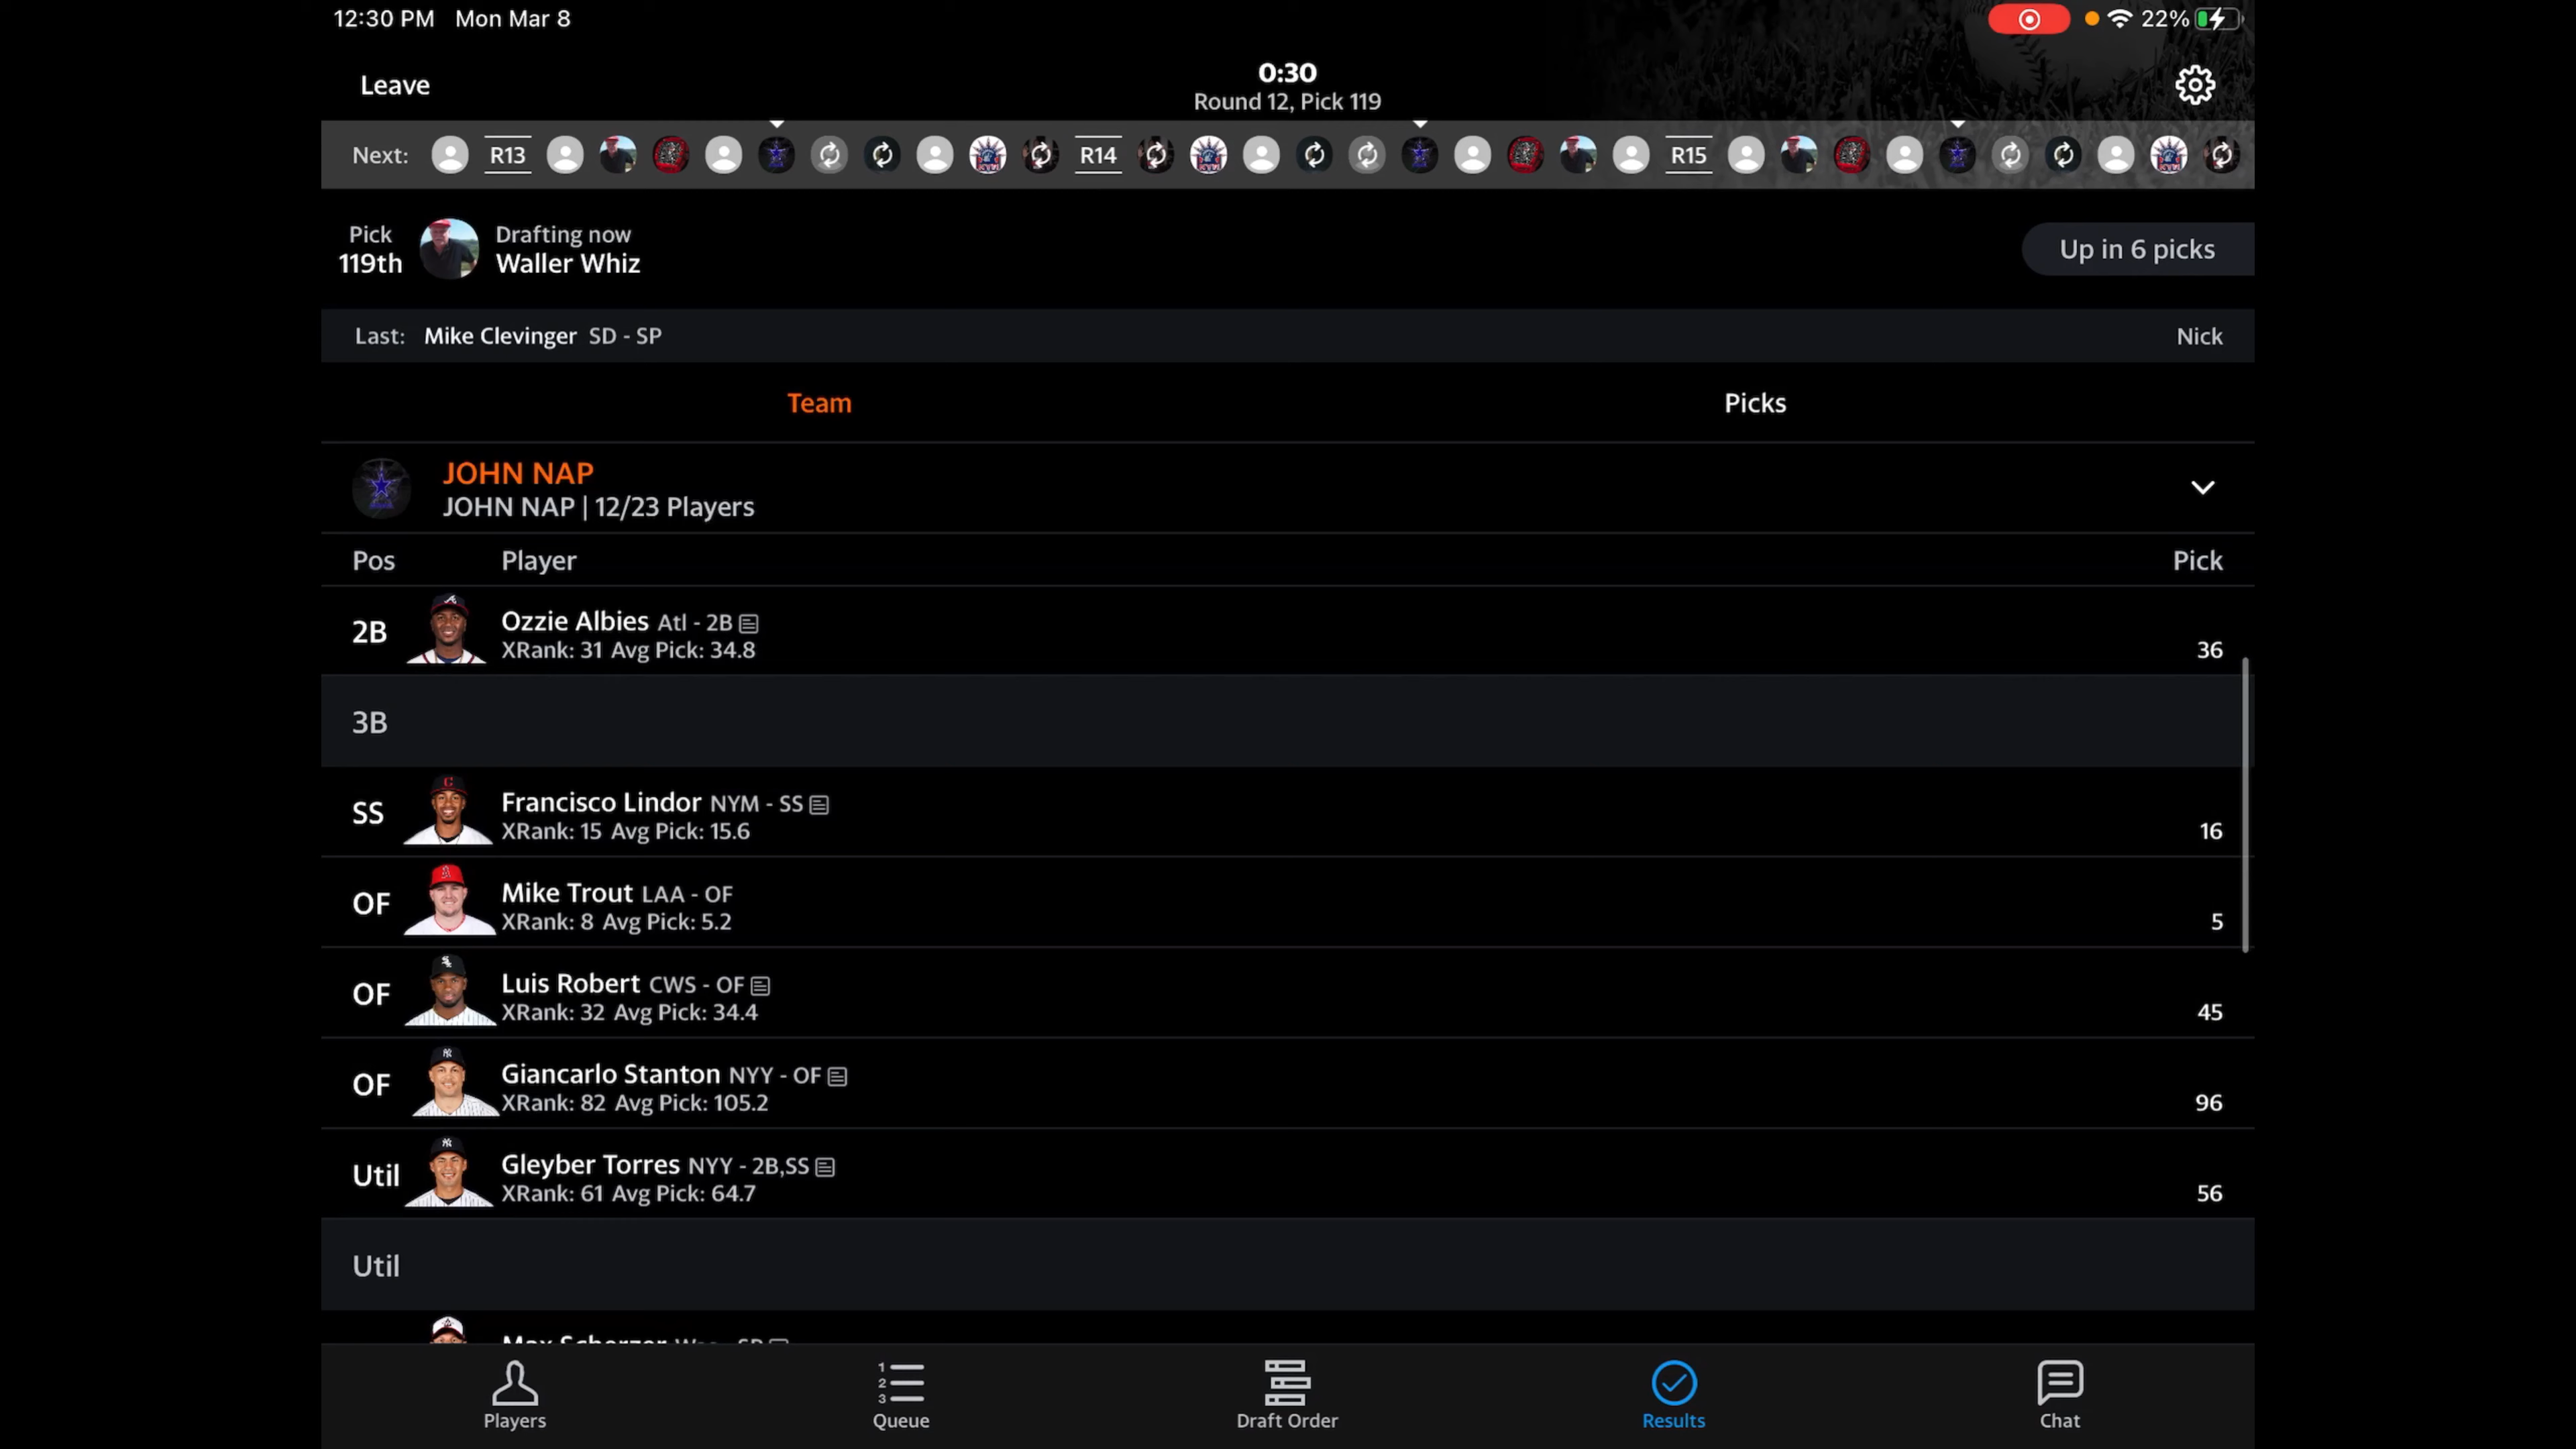 12:30 PM Mon Mar 8
22%
Leave
0:30
Round 12, Pick 119
Next: R13 R14 R15
Pick
119th
Drafting now
Waller Whiz
Up in 6 picks
Last: Mike Clevinger SD - SP Nick
Team Picks
JOHN NAP
JOHN NAP | 12/23 Players
Pos Player Pick
2B Ozzie Albies Atl - 2B
XRank: 31 Avg Pick: 34.8 36
3B
SS Francisco Lindor NYM - SS
XRank: 15 Avg Pick: 15.6 16
OF Mike Trout LAA - OF
XRank: 8 Avg Pick: 5.2 5
OF Luis Robert CWS - OF
XRank: 32 Avg Pick: 34.4 45
OF Giancarlo Stanton NYY - OF
XRank: 82 Avg Pick: 105.2 96
Util Gleyber Torres NYY - 2B,SS
XRank: 61 Avg Pick: 64.7 56
Util
Max Scherzer Was - SP
Players Queue Draft Order Results Chat